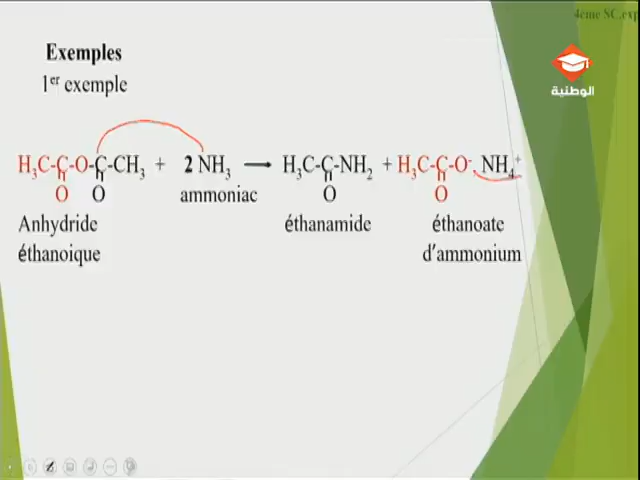 4eme SC.exp
Exemples
1er exemple
الوطنية
H3C-C-O-C-CH3 + 2 NH3 → H3C-C-NH2 + H3C-C-O- NH4+
O O O O
ammoniac
Anhydride éthanamide éthanoate
éthanoique d'ammonium